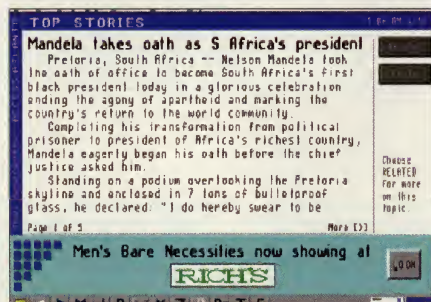 TOP STORIES
Mandela takes oath as S Africa's president
Pretoria, South Africa -- Nelson Mandela took
the oath of office to become South Africa's first
black president today in a glorious celebration
ending the agony of apartheid and marking the
country's return to the world community.
Completing his transformation from political
prisoner to president of Africa's richest country,
Mandela eagerly began his oath before the chief
justice asked him.
Standing on a podium overlooking the Pretoria
skyline and enclosed in 7 tons of bulletproof
glass, he declared: "I do hereby swear to be
Choose
RELATED
for more
on this
topic.
Page 1 of 5
More [>]
Men's Bare Necessities now showing at
RICH'S
LOOK